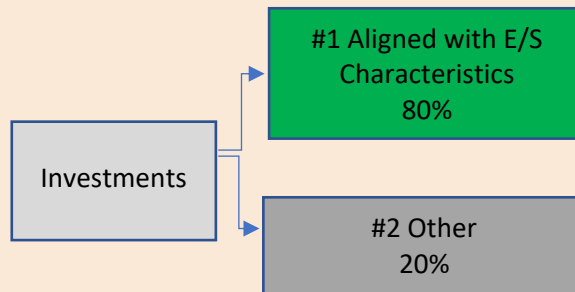 #1 Aligned with E/S
Characteristics
80%
Investments
#2 Other
20%